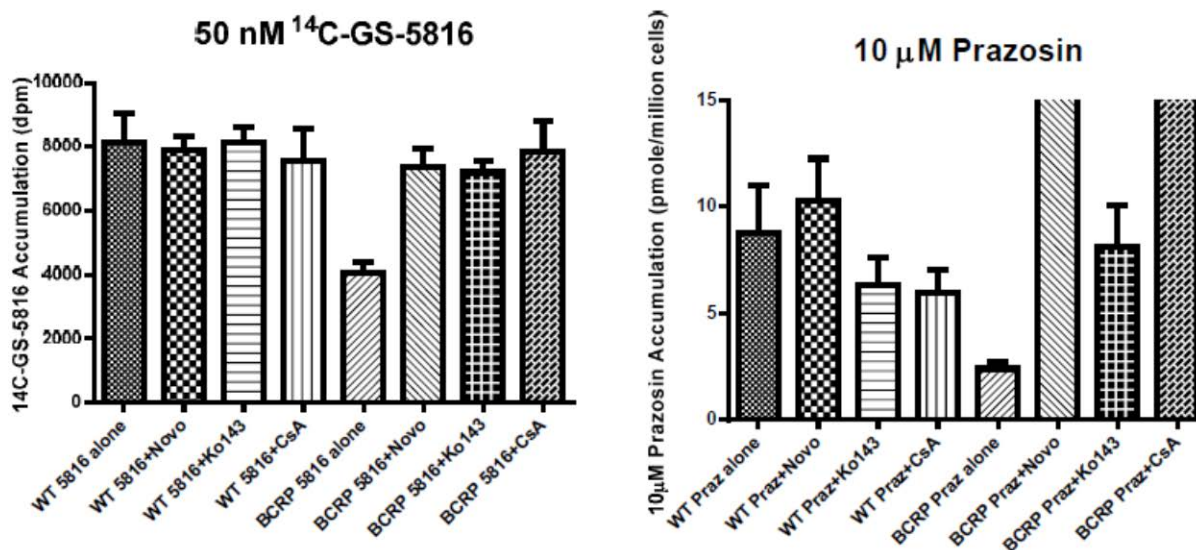 50 nM ¹⁴C-GS-5816
14C-GS-5816 Accumulation (dpm)
10000
8000
6000
4000
2000
0
WT 5816 alone
WT 5816+Novo
WT 5816+Ko143
WT 5816+CsA
BCRP 5816 alone
BCRP 5816+Novo
BCRP 5816+Ko143
BCRP 5816+CsA
10 μM Prazosin
10μM Prazosin Accumulation (pmole/million cells)
15
10
5
0
WT Praz alone
WT Praz+Novo
WT Praz+Ko143
WT Praz+CsA
BCRP Praz alone
BCRP Praz+Novo
BCRP Praz+Ko143
BCRP Praz+CsA